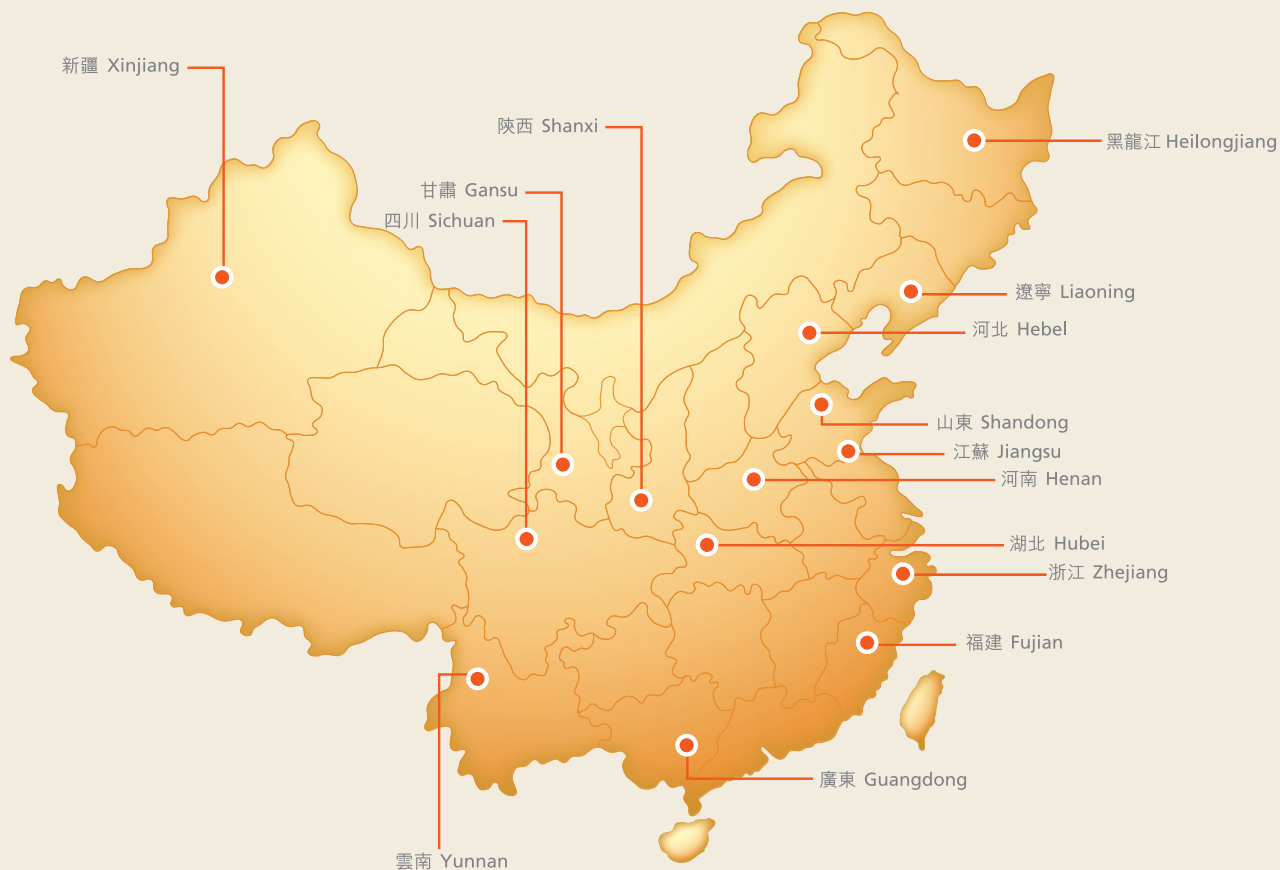 新疆 Xinjiang
陝西 Shanxi
黑龍江 Heilongjiang
甘肅 Gansu
四川 Sichuan
遼寧 Liaoning
河北 Hebel
山東 Shandong
江蘇 Jiangsu
河南 Henan
湖北 Hubei
浙江 Zhejiang
福建 Fujian
廣東 Guangdong
雲南 Yunnan